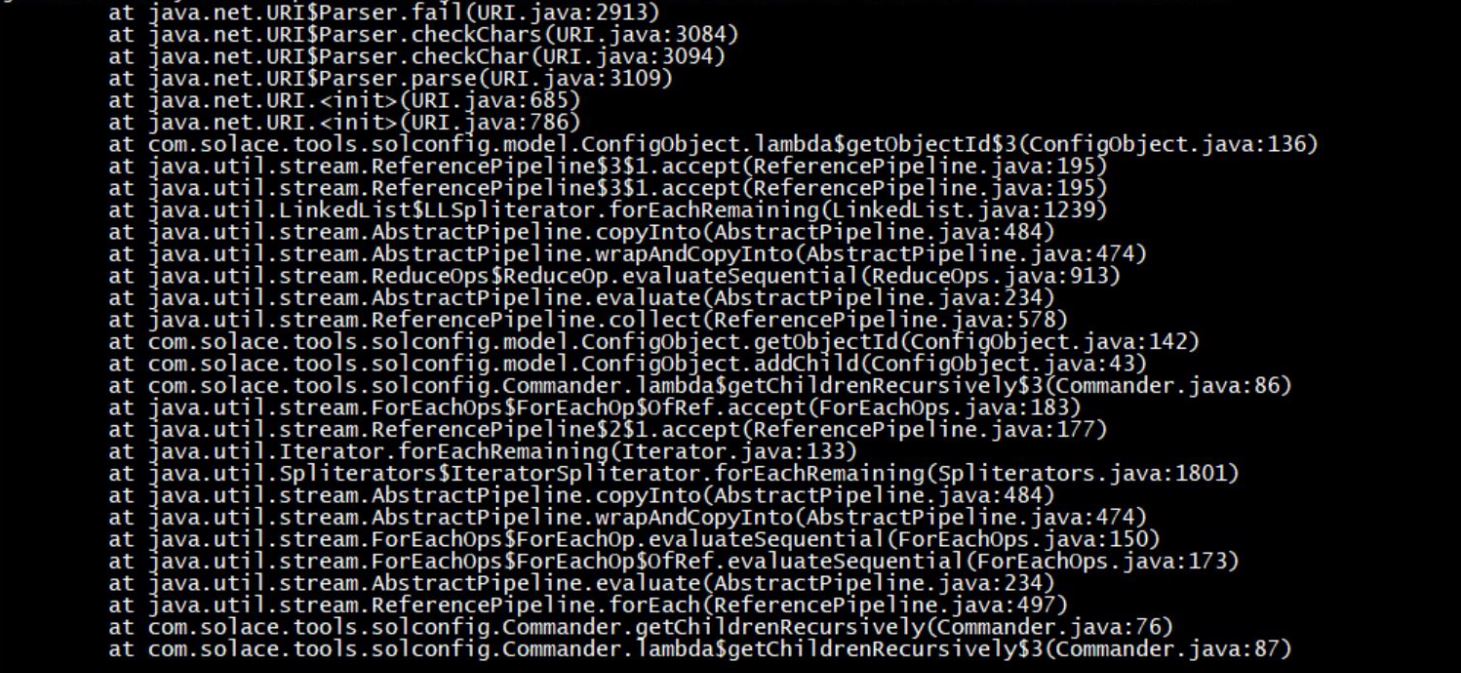 at java.net.URI$Parser.fail(URI.java:2913)
at java.net.URI$Parser.checkChars(URI.java:3084)
at java.net.URI$Parser.checkChar(URI.java:3094)
at java.net.URI$Parser.parse(URI.java:3109)
at java.net.URI.<init>(URI.java:685)
at java.net.URI.<init>(URI.java:786)
at com.solace.tools.solconfig.model.ConfigObject.lambda$getObjectId$3(ConfigObject.java:136)
at java.util.stream.ReferencePipeline$3$1.accept(ReferencePipeline.java:195)
at java.util.stream.ReferencePipeline$3$1.accept(ReferencePipeline.java:195)
at java.util.LinkedList$LLSpliterator.forEachRemaining(LinkedList.java:1239)
at java.util.stream.AbstractPipeline.copyInto(AbstractPipeline.java:484)
at java.util.stream.AbstractPipeline.wrapAndCopyInto(AbstractPipeline.java:474)
at java.util.stream.ReduceOps$ReduceOp.evaluateSequential(ReduceOps.java:913)
at java.util.stream.AbstractPipeline.evaluate(AbstractPipeline.java:234)
at java.util.stream.ReferencePipeline.collect(ReferencePipeline.java:578)
at com.solace.tools.solconfig.model.ConfigObject.getObjectId(ConfigObject.java:142)
at com.solace.tools.solconfig.model.ConfigObject.addChild(ConfigObject.java:43)
at com.solace.tools.solconfig.Commander.lambda$getChildrenRecursively$3(Commander.java:86)
at java.util.stream.ForEachOps$ForEachOp$OfRef.accept(ForEachOps.java:183)
at java.util.stream.ReferencePipeline$2$1.accept(ReferencePipeline.java:177)
at java.util.Iterator.forEachRemaining(Iterator.java:133)
at java.util.Spliterators$IteratorSpliterator.forEachRemaining(Spliterators.java:1801)
at java.util.stream.AbstractPipeline.copyInto(AbstractPipeline.java:484)
at java.util.stream.AbstractPipeline.wrapAndCopyInto(AbstractPipeline.java:474)
at java.util.stream.ForEachOps$ForEachOp.evaluateSequential(ForEachOps.java:150)
at java.util.stream.ForEachOps$ForEachOp$OfRef.evaluateSequential(ForEachOps.java:173)
at java.util.stream.AbstractPipeline.evaluate(AbstractPipeline.java:234)
at java.util.stream.ReferencePipeline.forEach(ReferencePipeline.java:497)
at com.solace.tools.solconfig.Commander.getChildrenRecursively(Commander.java:76)
at com.solace.tools.solconfig.Commander.lambda$getChildrenRecursively$3(Commander.java:87)